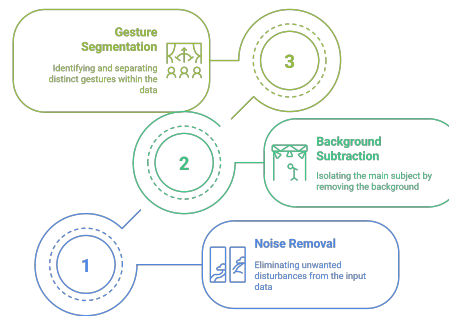 Gesture
Segmentation
Identifying and separating
distinct gestures within the
data
3
2
Background
Subtraction
Isolating the main subject by
removing the background
1
Noise Removal
Eliminating unwanted
disturbances from the input
data